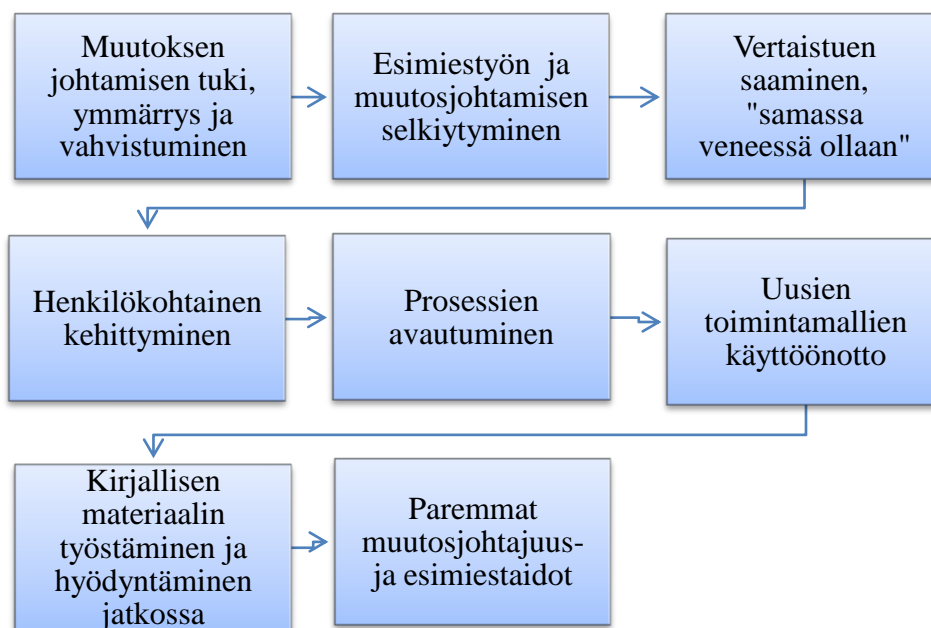 Muutoksen
johtamisen tuki,
ymmärrys ja
vahvistuminen
Esimiestyön ja
muutosjohtamisen
selkiytyminen
Vertaistuen
saaminen,
"samassa
veneessä ollaan"
Henkilökohtainen
kehittyminen
Prosessien
avautuminen
Uusien
toimintamallien
käyttöönotto
Kirjallisen
materiaalin
työstäminen ja
hyödyntäminen
jatkossa
Paremmat
muutosjohtajuus-
ja esimiestaidot